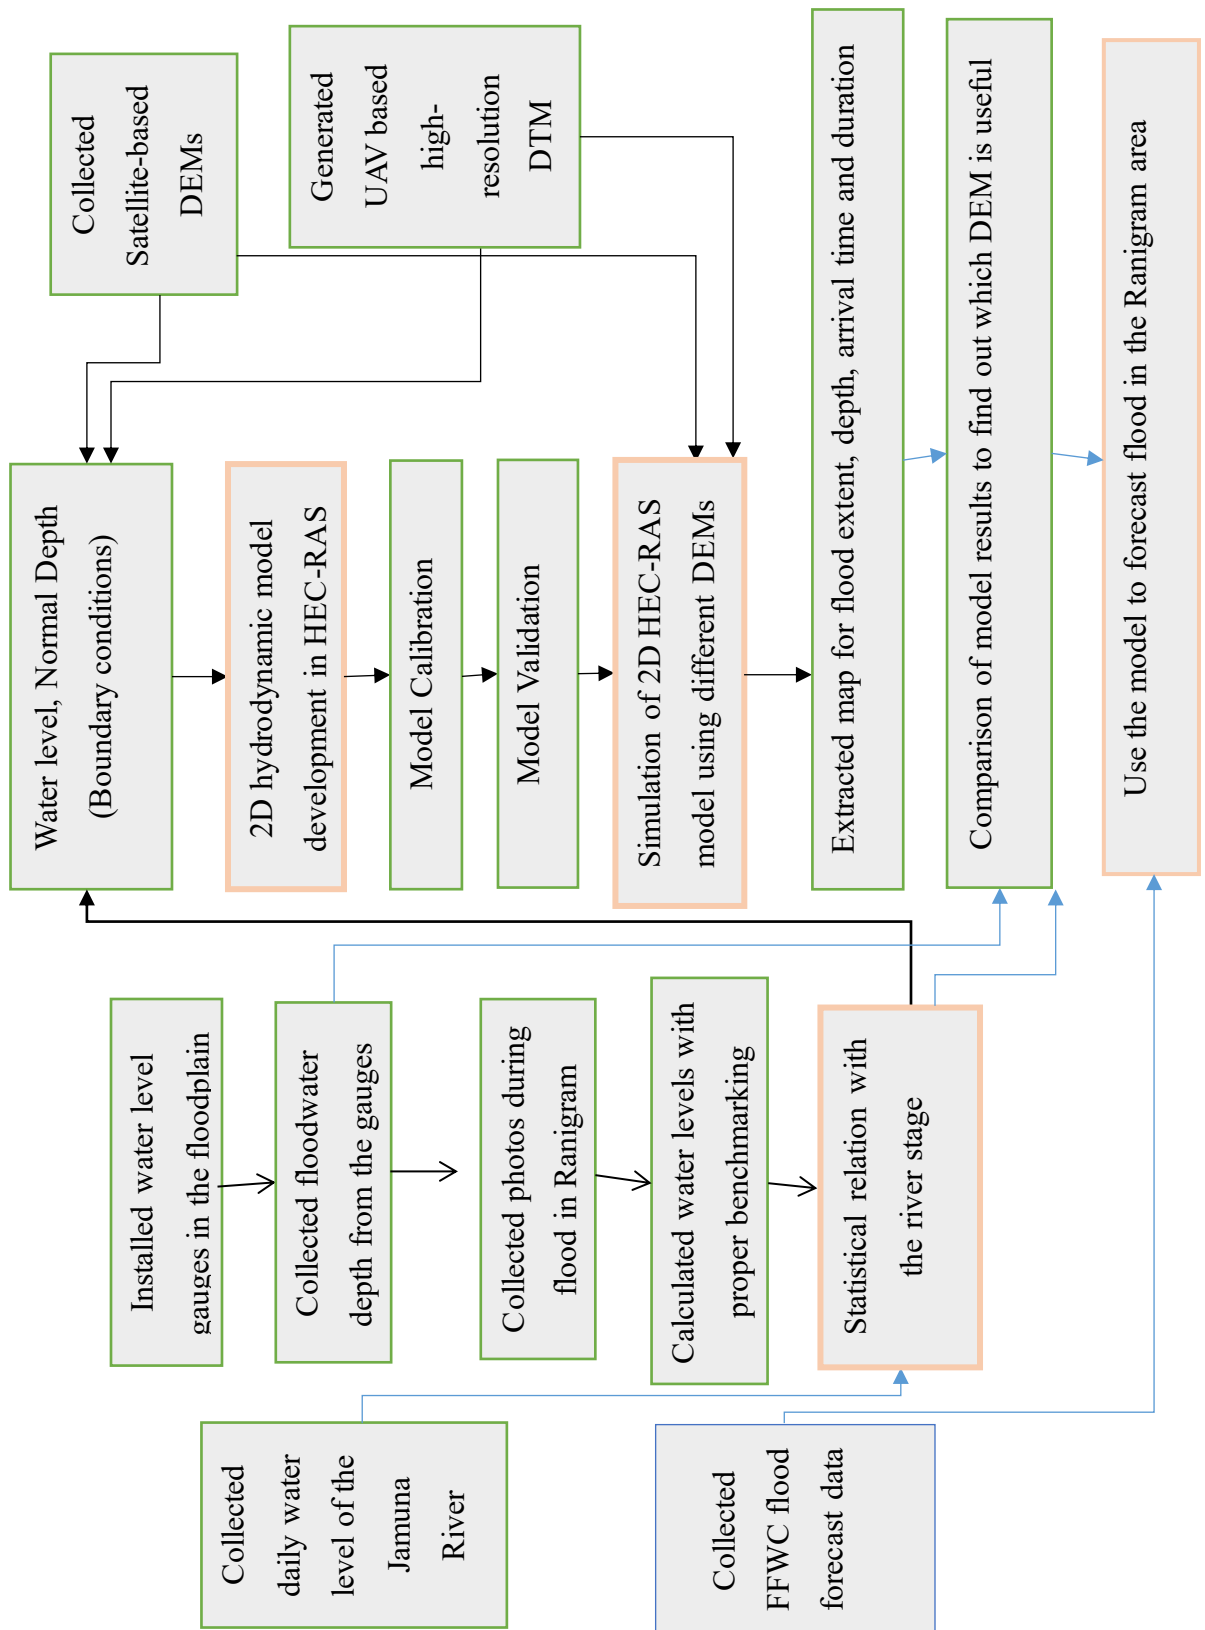 Collected
daily water
level of the
Jamuna
River
Collected
FFWC flood
forecast data
Installed water level
gauges in the floodplain
Collected floodwater
depth from the gauges
Collected photos during
flood in Ranigram
Calculated water levels with
proper benchmarking
Statistical relation with
the river stage
Water level, Normal Depth
(Boundary conditions)
2D hydrodynamic model
development in HEC-RAS
Model Calibration
Model Validation
Simulation of 2D HEC-RAS
model using different DEMs
Extracted map for flood extent, depth, arrival time and duration
Comparison of model results to find out which DEM is useful
Use the model to forecast flood in the Ranigram area
Collected
Satellite-based
DEMs
Generated
UAV based
high-
resolution
DTM